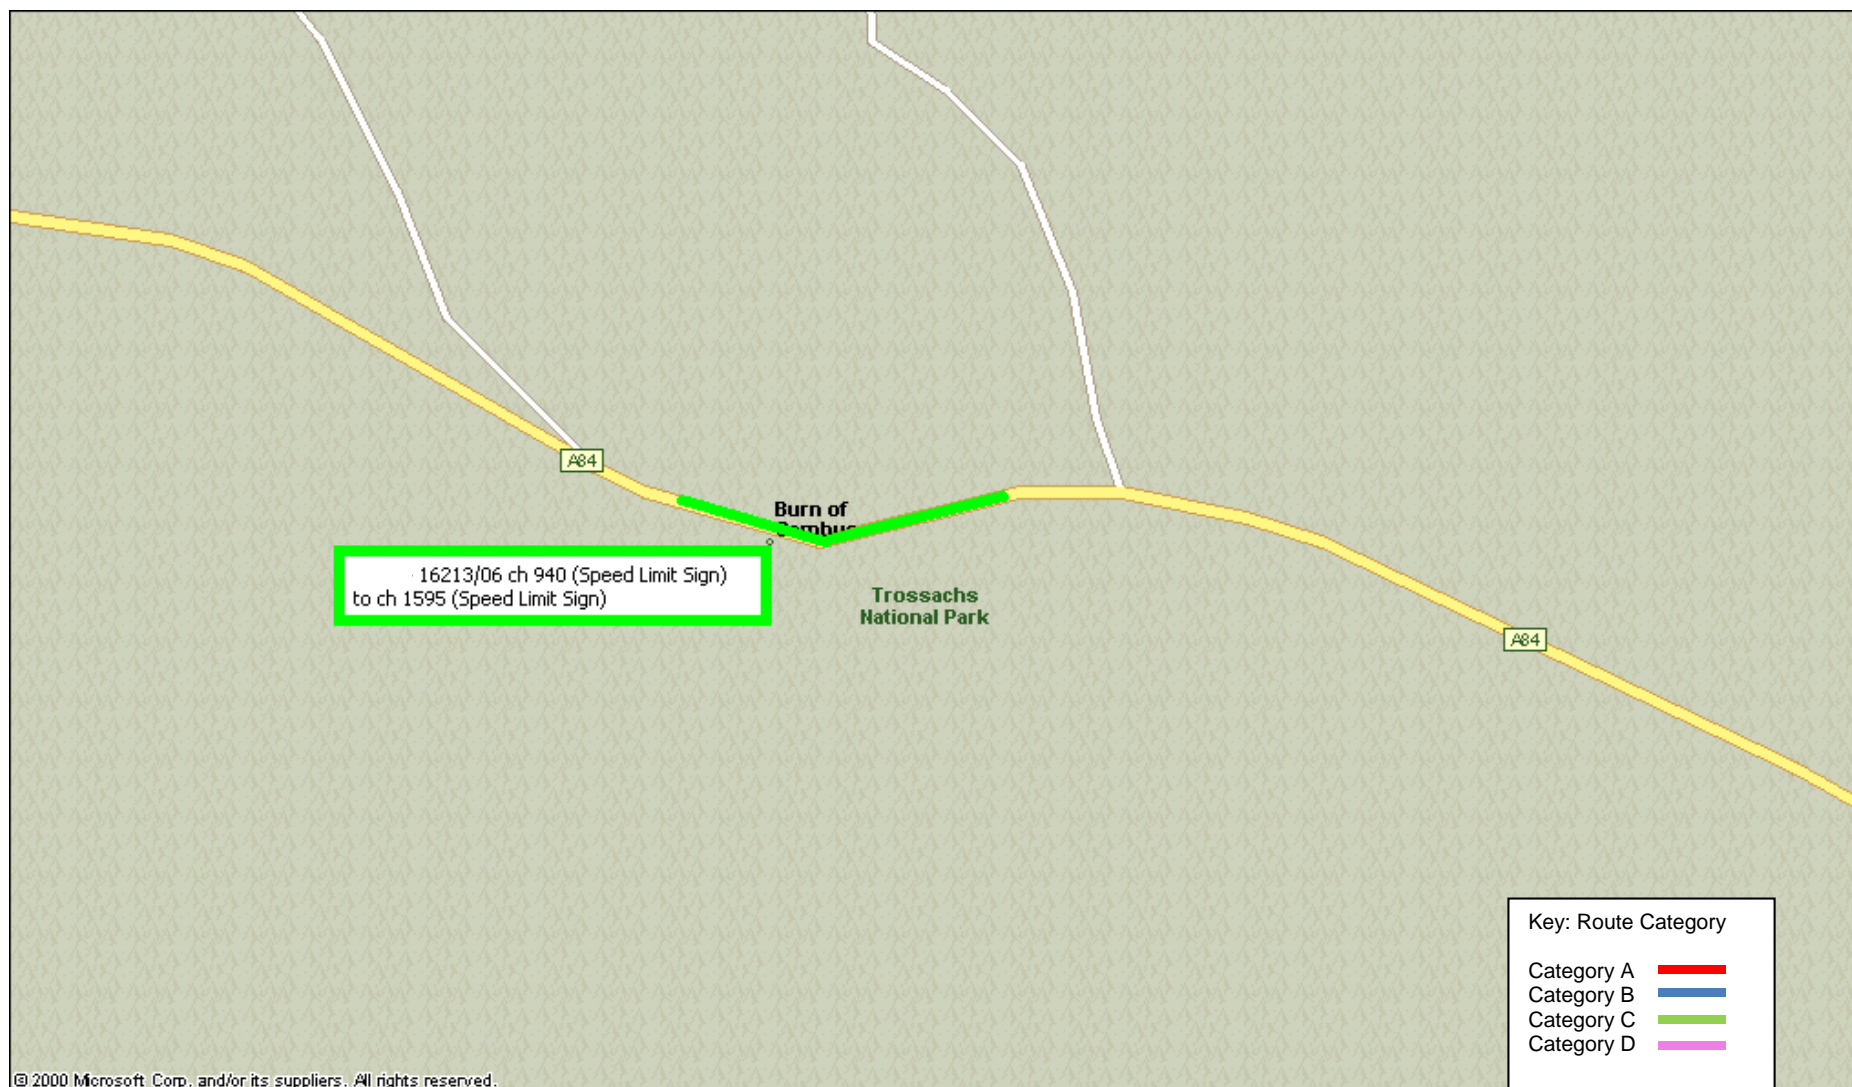 A84
Burn of
16213/06 ch 940 (Speed Limit Sign)
to ch 1595 (Speed Limit Sign)
Trossachs
National Park
A84
Key: Route Category
Category A
Category B
Category C
Category D
© 2000 Microsoft Corp. and/or its suppliers. All rights reserved.